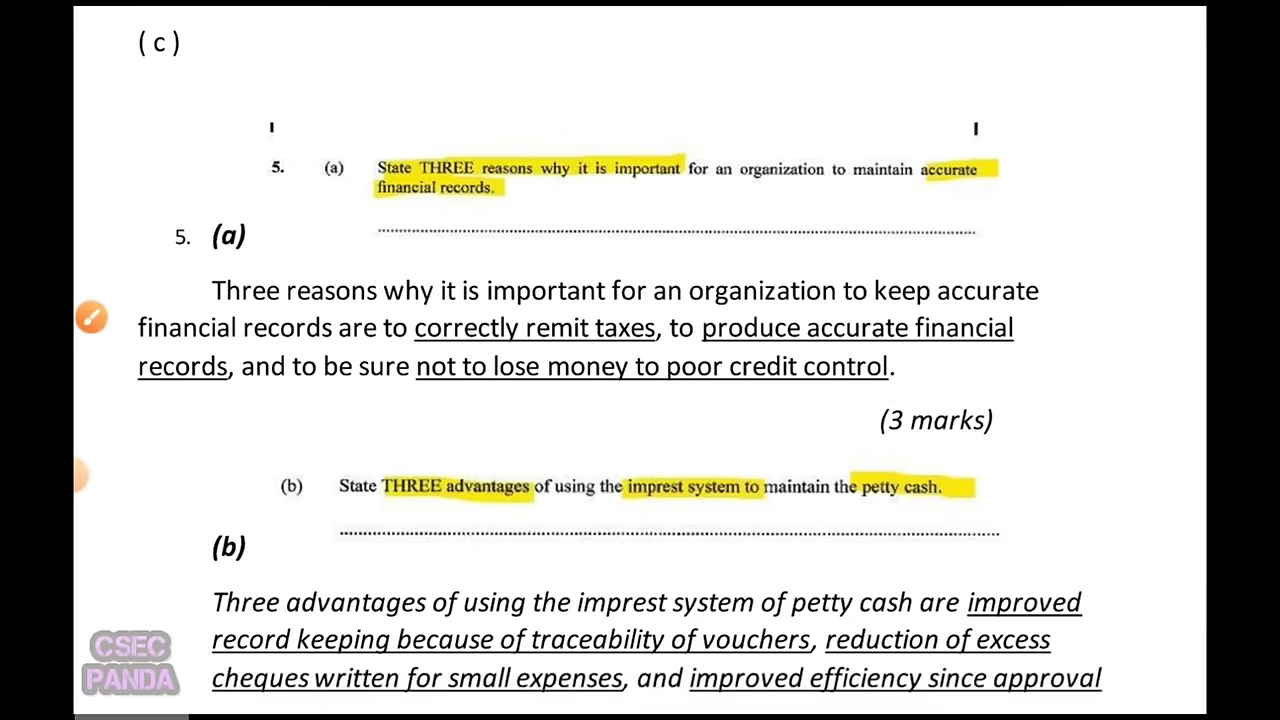 ( c )
5. (a) State THREE reasons why it is important for an organization to maintain accurate
financial records.
5. (a)
Three reasons why it is important for an organization to keep accurate
financial records are to correctly remit taxes, to produce accurate financial
records, and to be sure not to lose money to poor credit control.
(3 marks)
(b) State THREE advantages of using the imprest system to maintain the petty cash.
(b)
Three advantages of using the imprest system of petty cash are improved
record keeping because of traceability of vouchers, reduction of excess
cheques written for small expenses, and improved efficiency since approval
CSEC
PANDA